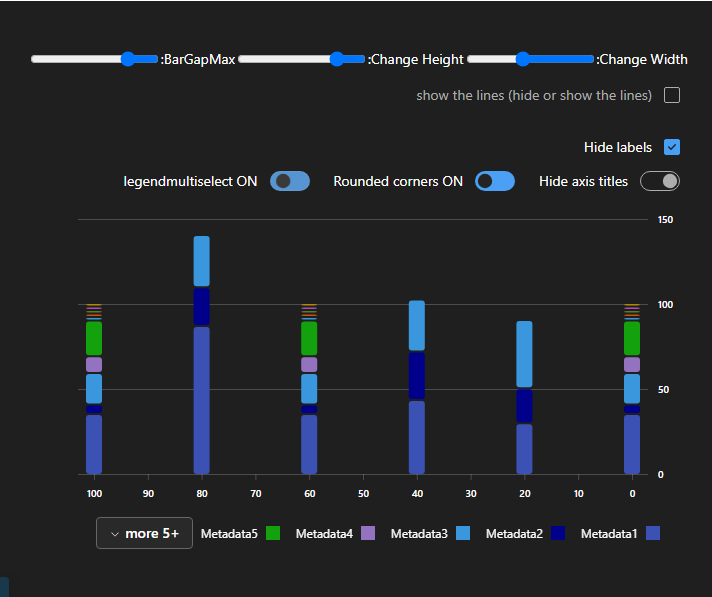 :BarGapMax :Change Height :Change Width
show the lines (hide or show the lines)
Hide labels
legendmultiselect ON Rounded corners ON Hide axis titles
150
100
50
0
100 90 80 70 60 50 40 30 20 10 0
more 5+ Metadata5 Metadata4 Metadata3 Metadata2 Metadata1